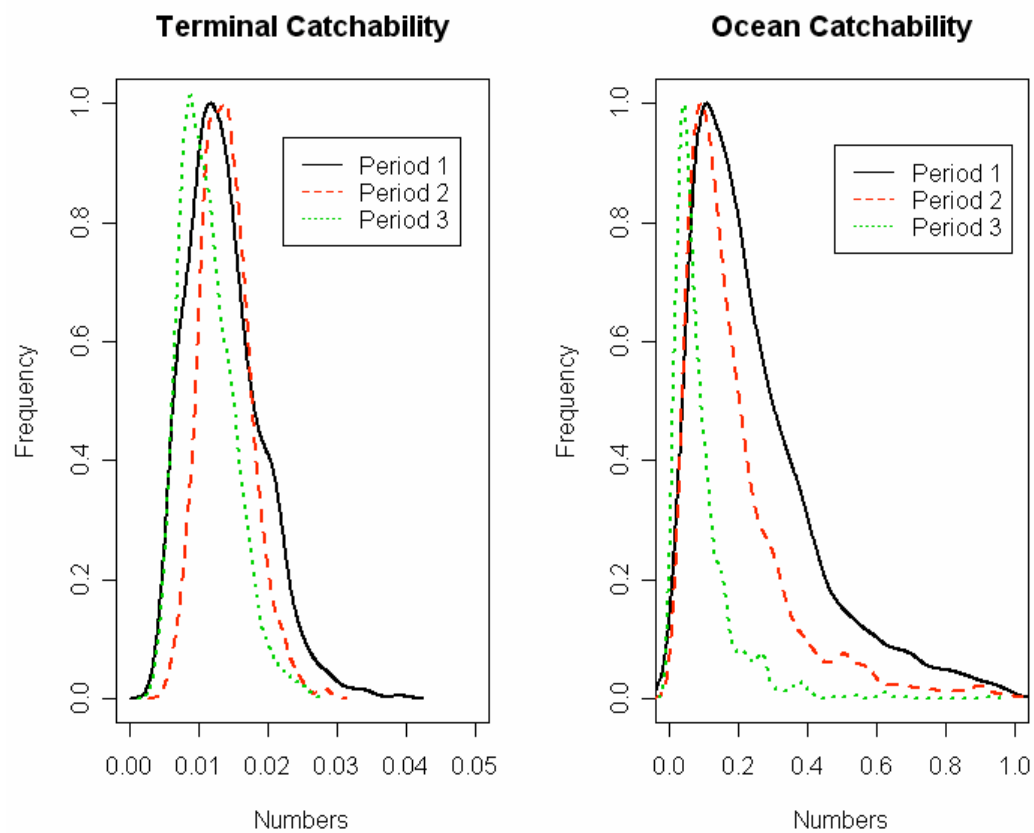 Terminal Catchability
Period 1
Period 2
Period 3
Frequency
0.0
0.2
0.4
0.6
0.8
1.0
0.00 0.01 0.02 0.03 0.04 0.05
Numbers
Ocean Catchability
Period 1
Period 2
Period 3
Frequency
0.0
0.2
0.4
0.6
0.8
1.0
0.0 0.2 0.4 0.6 0.8 1.0
Numbers